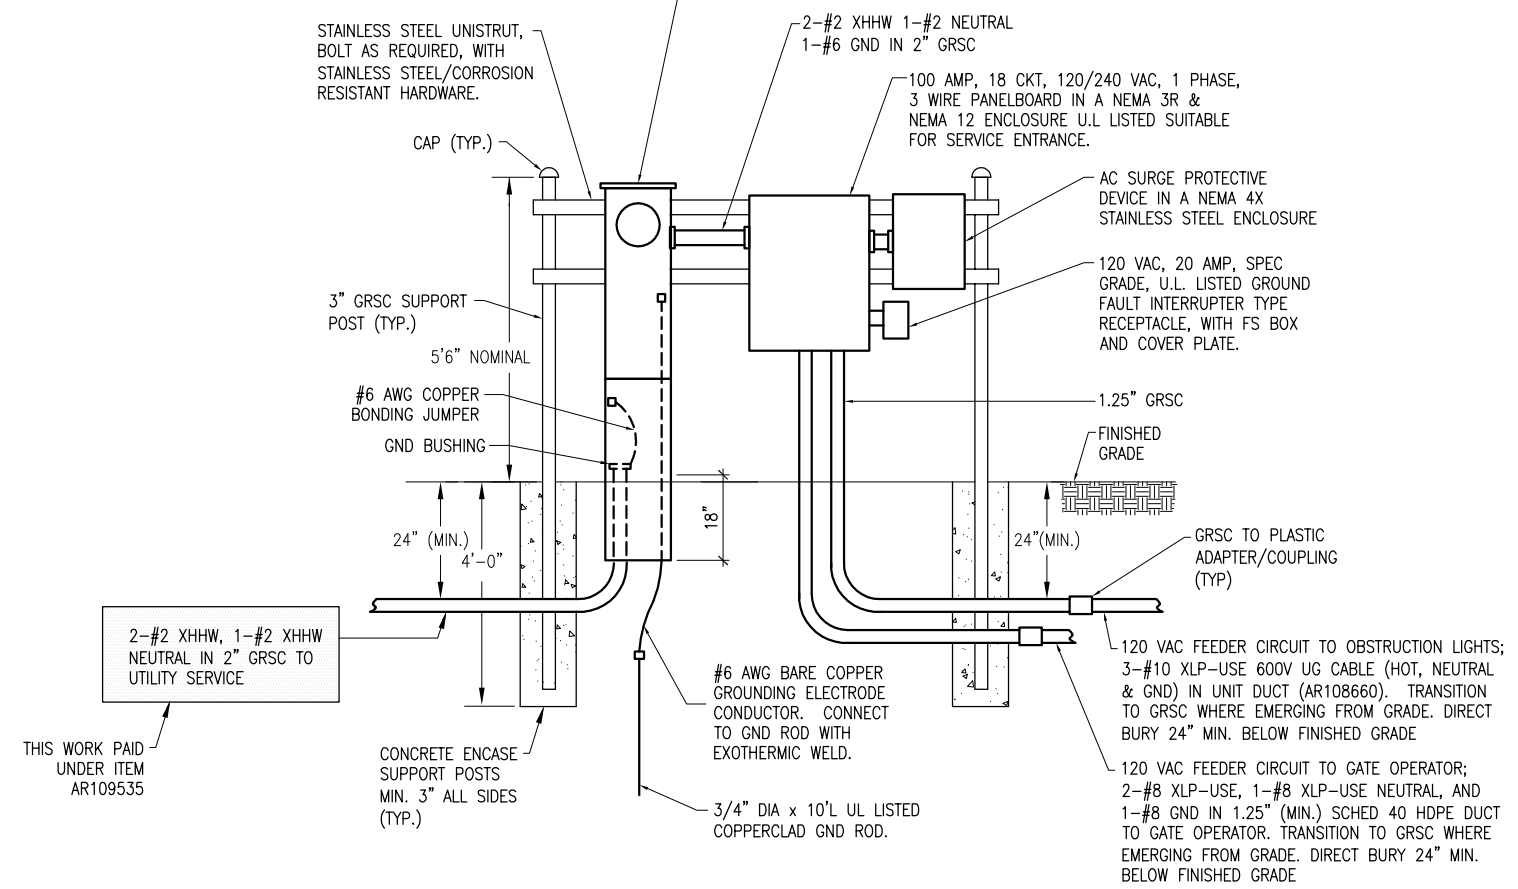 STAINLESS STEEL UNISTRUT,
BOLT AS REQUIRED, WITH
STAINLESS STEEL/CORROSION
RESISTANT HARDWARE.
2-#2 XHHW 1-#2 NEUTRAL
1-#6 GND IN 2" GRSC
100 AMP, 18 CKT, 120/240 VAC, 1 PHASE,
3 WIRE PANELBOARD IN A NEMA 3R &
NEMA 12 ENCLOSURE U.L LISTED SUITABLE
FOR SERVICE ENTRANCE.
CAP (TYP.)
AC SURGE PROTECTIVE
DEVICE IN A NEMA 4X
STAINLESS STEEL ENCLOSURE
120 VAC, 20 AMP, SPEC
GRADE, U.L. LISTED GROUND
FAULT INTERRUPTER TYPE
RECEPTACLE, WITH FS BOX
AND COVER PLATE.
3" GRSC SUPPORT
POST (TYP.)
5'6" NOMINAL
#6 AWG COPPER
BONDING JUMPER
GND BUSHING
1.25" GRSC
FINISHED
GRADE
24" (MIN.)
4'-0"
18"
24"(MIN.)
GRSC TO PLASTIC
ADAPTER/COUPLING
(TYP)
2-#2 XHHW, 1-#2 XHHW
NEUTRAL IN 2" GRSC TO
UTILITY SERVICE
THIS WORK PAID
UNDER ITEM
AR109535
CONCRETE ENCASE
SUPPORT POSTS
MIN. 3" ALL SIDES
(TYP.)
#6 AWG BARE COPPER
GROUNDING ELECTRODE
CONDUCTOR. CONNECT
TO GND ROD WITH
EXOTHERMIC WELD.
3/4" DIA x 10'L UL LISTED
COPPERCLAD GND ROD.
120 VAC FEEDER CIRCUIT TO OBSTRUCTION LIGHTS;
3-#10 XLP-USE 600V UG CABLE (HOT, NEUTRAL
& GND) IN UNIT DUCT (AR108660). TRANSITION
TO GRSC WHERE EMERGING FROM GRADE. DIRECT
BURY 24" MIN. BELOW FINISHED GRADE
120 VAC FEEDER CIRCUIT TO GATE OPERATOR;
2-#8 XLP-USE, 1-#8 XLP-USE NEUTRAL, AND
1-#8 GND IN 1.25" (MIN.) SCHED 40 HDPE DUCT
TO GATE OPERATOR. TRANSITION TO GRSC WHERE
EMERGING FROM GRADE. DIRECT BURY 24" MIN.
BELOW FINISHED GRADE